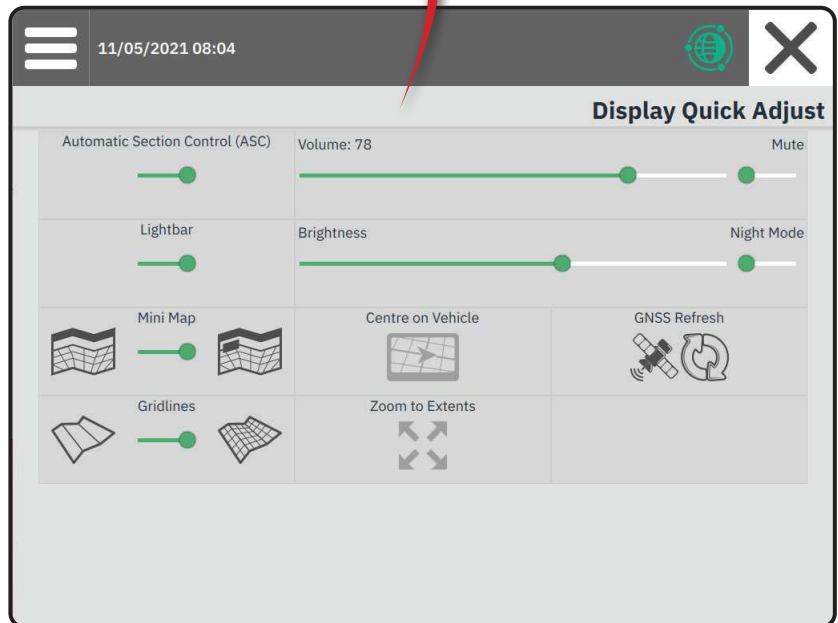 11/05/2021 08:04
Display Quick Adjust
Automatic Section Control (ASC)
Volume: 78
Mute
Lightbar
Brightness
Night Mode
Mini Map
Centre on Vehicle
GNSS Refresh
Gridlines
Zoom to Extents